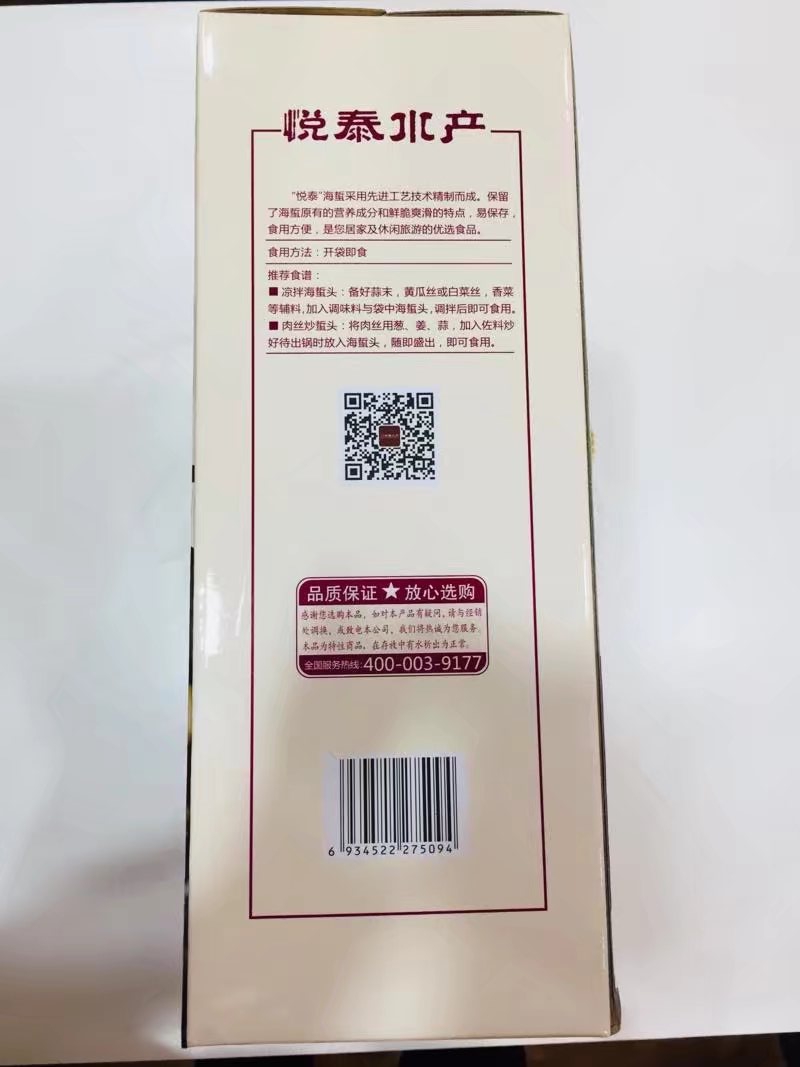 悦泰水产
“悦泰”海蜇采用先进工艺技术精制而成。保留
了海蜇原有的营养成分和鲜脆爽滑的特点，易保存，
食用方便，是您居家及休闲旅游的优选食品。
食用方法：开袋即食
推荐食谱：
■ 凉拌海蜇头：备好蒜末，黄瓜丝或白菜丝，香菜
等辅料,加入调味料与袋中海蜇头,调拌后即可食用。
■ 肉丝炒蜇头：将肉丝用葱、姜、蒜，加入佐料炒
好待出锅时放入海蜇头，随即盛出，即可食用。
品质保证★放心选购
感谢您选购本品，如对本产品有疑问,请与经销
处调换，或致电本公司，我们将热诚为您服务。
本品为特性商品，在存放中有水析出为正常。
全国服务热线:400-003-9177
6 934522 275094